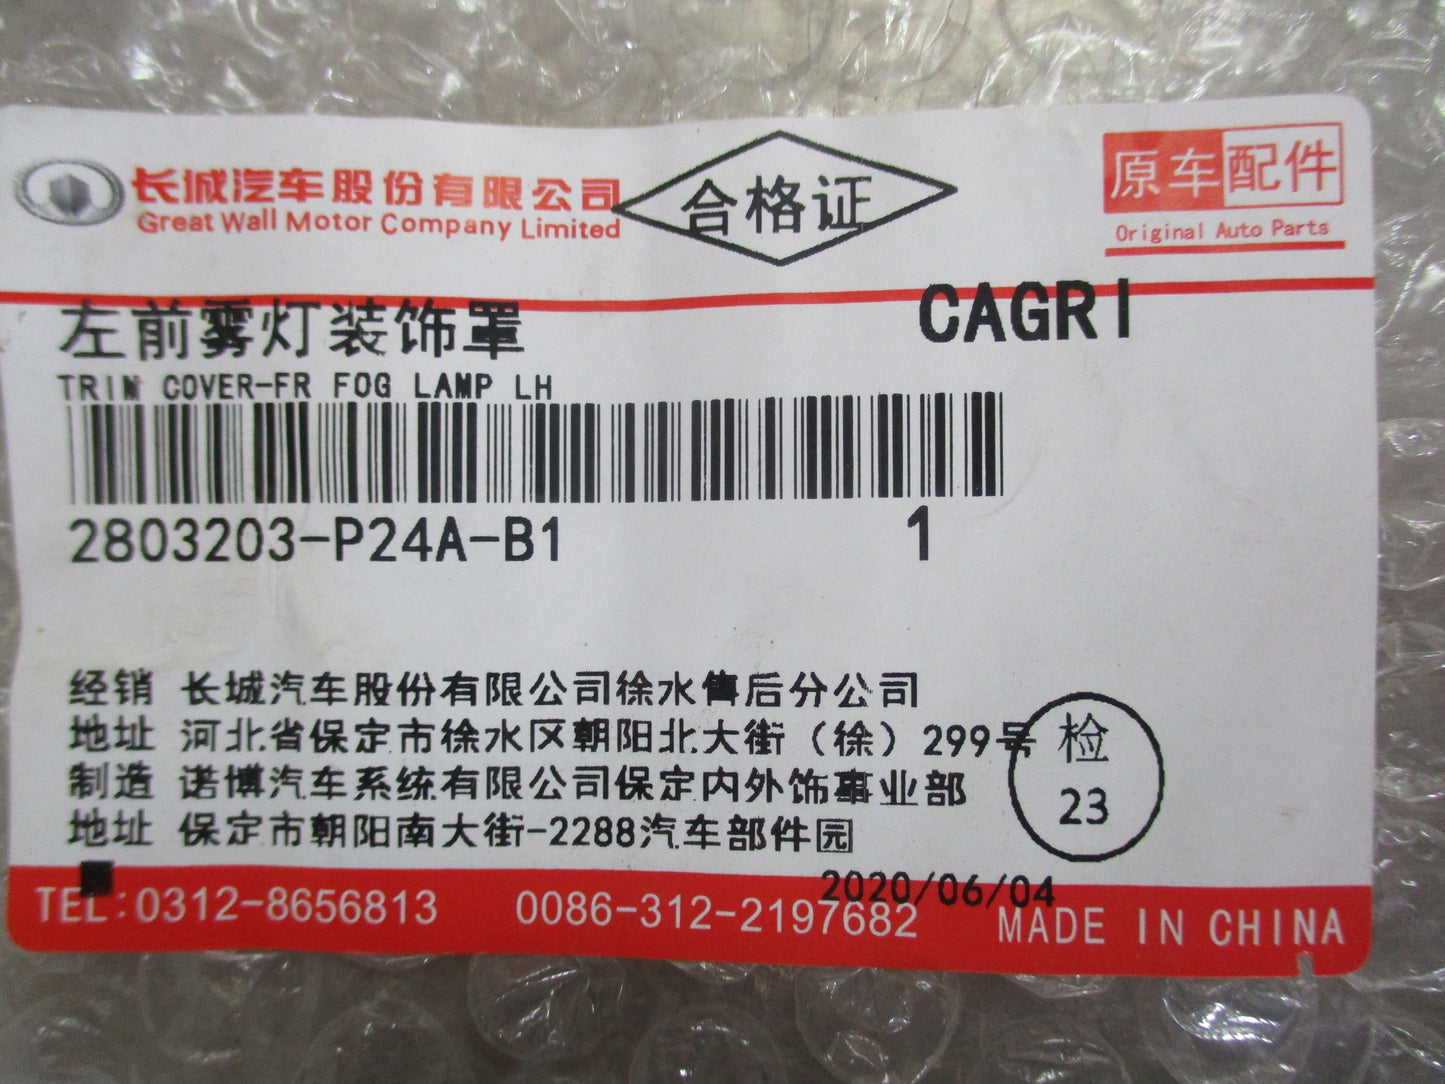 长城汽车股份有限公司
Great Wall Motor Company Limited
合格证
原车配件
Original Auto Parts
左前雾灯装饰罩
CAGRI
TRIM COVER-FR FOG LAMP LH
2803203-P24A-B1
1
经销 长城汽车股份有限公司徐水售后分公司
地址 河北省保定市徐水区朝阳北大街（徐）299号
制造 诺博汽车系统有限公司保定内外饰事业部
地址 保定市朝阳南大街-2288汽车部件园
检
23
2020/06/04
TEL:0312-8656813 0086-312-2197682 MADE IN CHINA